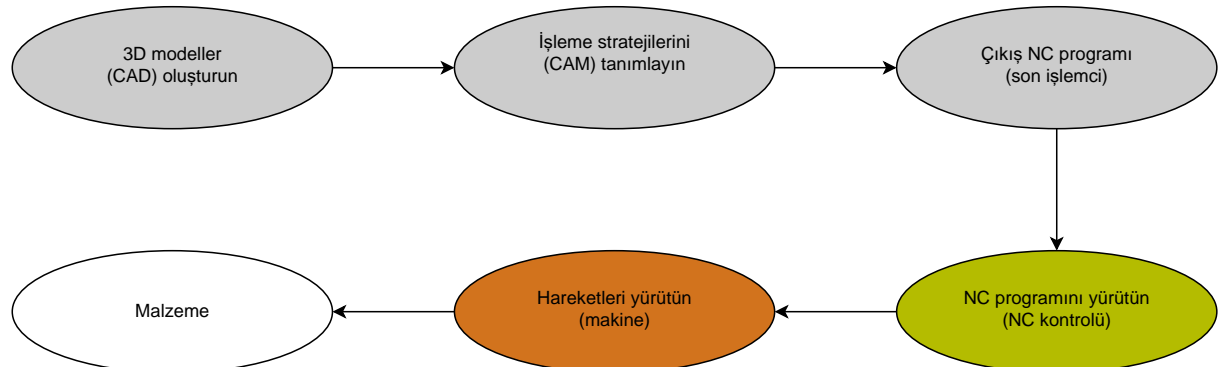 3D modeller
(CAD) oluşturun
İşleme stratejilerini
(CAM) tanımlayın
Çıkış NC programı
(son işlemci)
NC programını yürütün
(NC kontrolü)
Hareketleri yürütün
(makine)
Malzeme